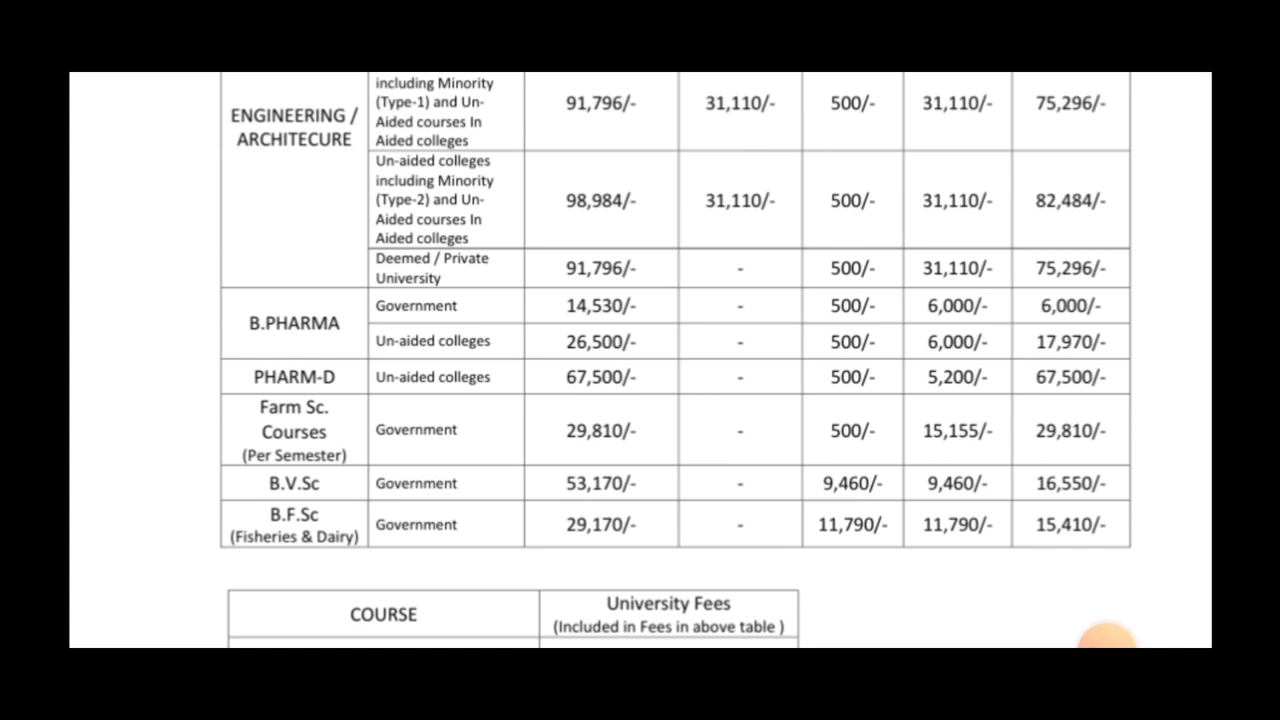 including Minority
(Type-1) and Un-
Aided courses In
Aided colleges
91,796/- 31,110/- 500/- 31,110/- 75,296/-
ENGINEERING /
ARCHITECURE
Un-aided colleges
including Minority
(Type-2) and Un-
Aided courses In
Aided colleges
98,984/- 31,110/- 500/- 31,110/- 82,484/-
Deemed / Private
University
91,796/- - 500/- 31,110/- 75,296/-
B.PHARMA
Government 14,530/- - 500/- 6,000/- 6,000/-
Un-aided colleges 26,500/- - 500/- 6,000/- 17,970/-
PHARM-D Un-aided colleges 67,500/- - 500/- 5,200/- 67,500/-
Farm Sc.
Courses
(Per Semester)
Government 29,810/- - 500/- 15,155/- 29,810/-
B.V.Sc Government 53,170/- - 9,460/- 9,460/- 16,550/-
B.F.Sc
(Fisheries & Dairy)
Government 29,170/- - 11,790/- 11,790/- 15,410/-
COURSE
University Fees
(Included in Fees in above table )